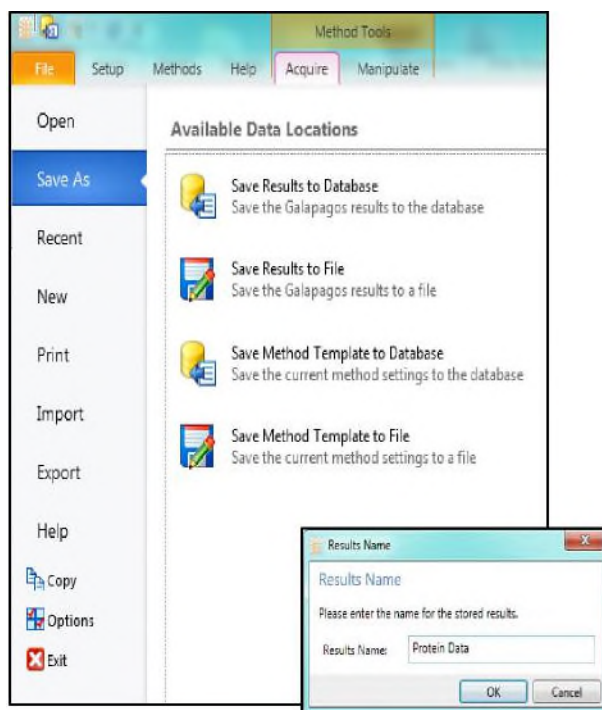 Method Tools
File Setup Methods Help Acquire Manipulate
Open
Save As
Recent
New
Print
Import
Export
Help
Copy
Options
Exit
Available Data Locations
Save Results to Database
Save the Galapagos results to the database
Save Results to File
Save the Galapagos results to a file
Save Method Template to Database
Save the current method settings to the database
Save Method Template to File
Save the current method settings to a file
Results Name
Results Name
Please enter the name for the stored results.
Results Name: Protein Data
OK Cancel